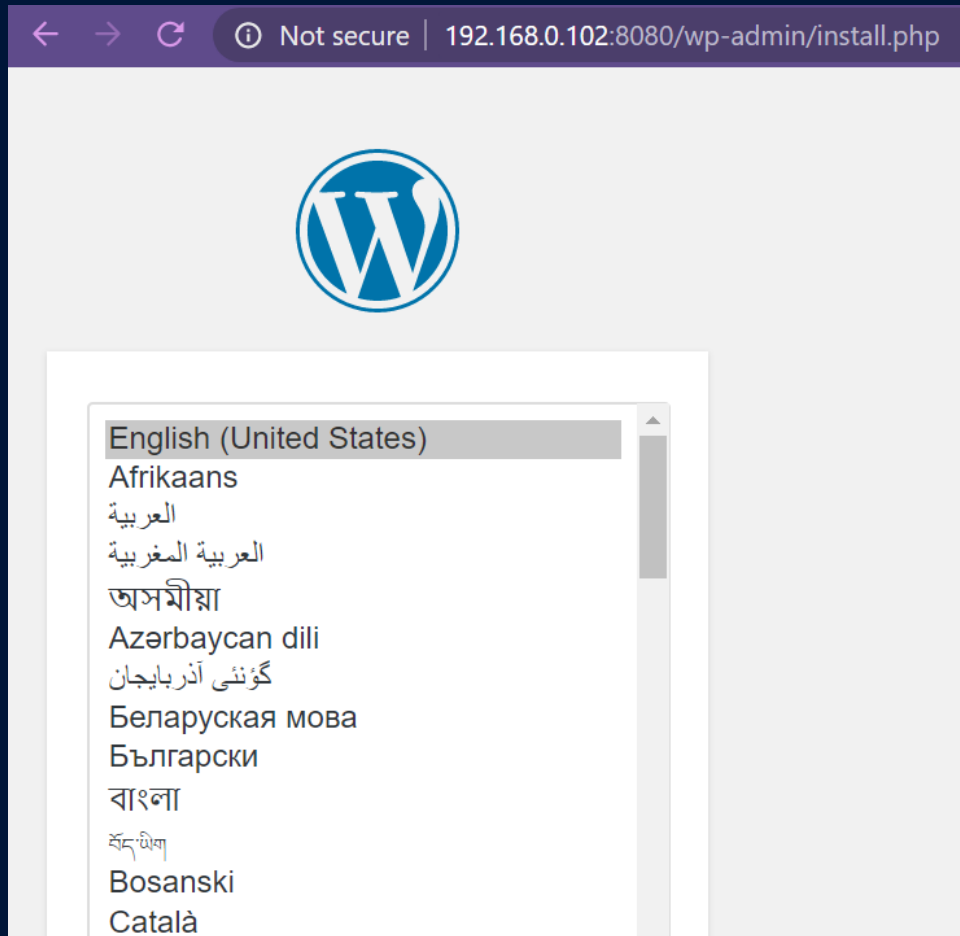 Not secure | 192.168.0.102:8080/wp-admin/install.php
W
English (United States)
Afrikaans
العربية
العربية المغربية
অসমীয়া
Azərbaycan dili
گؤنئی آذربایجان
Беларуская мова
Български
বাংলা
བོད་ཡིག
Bosanski
Català